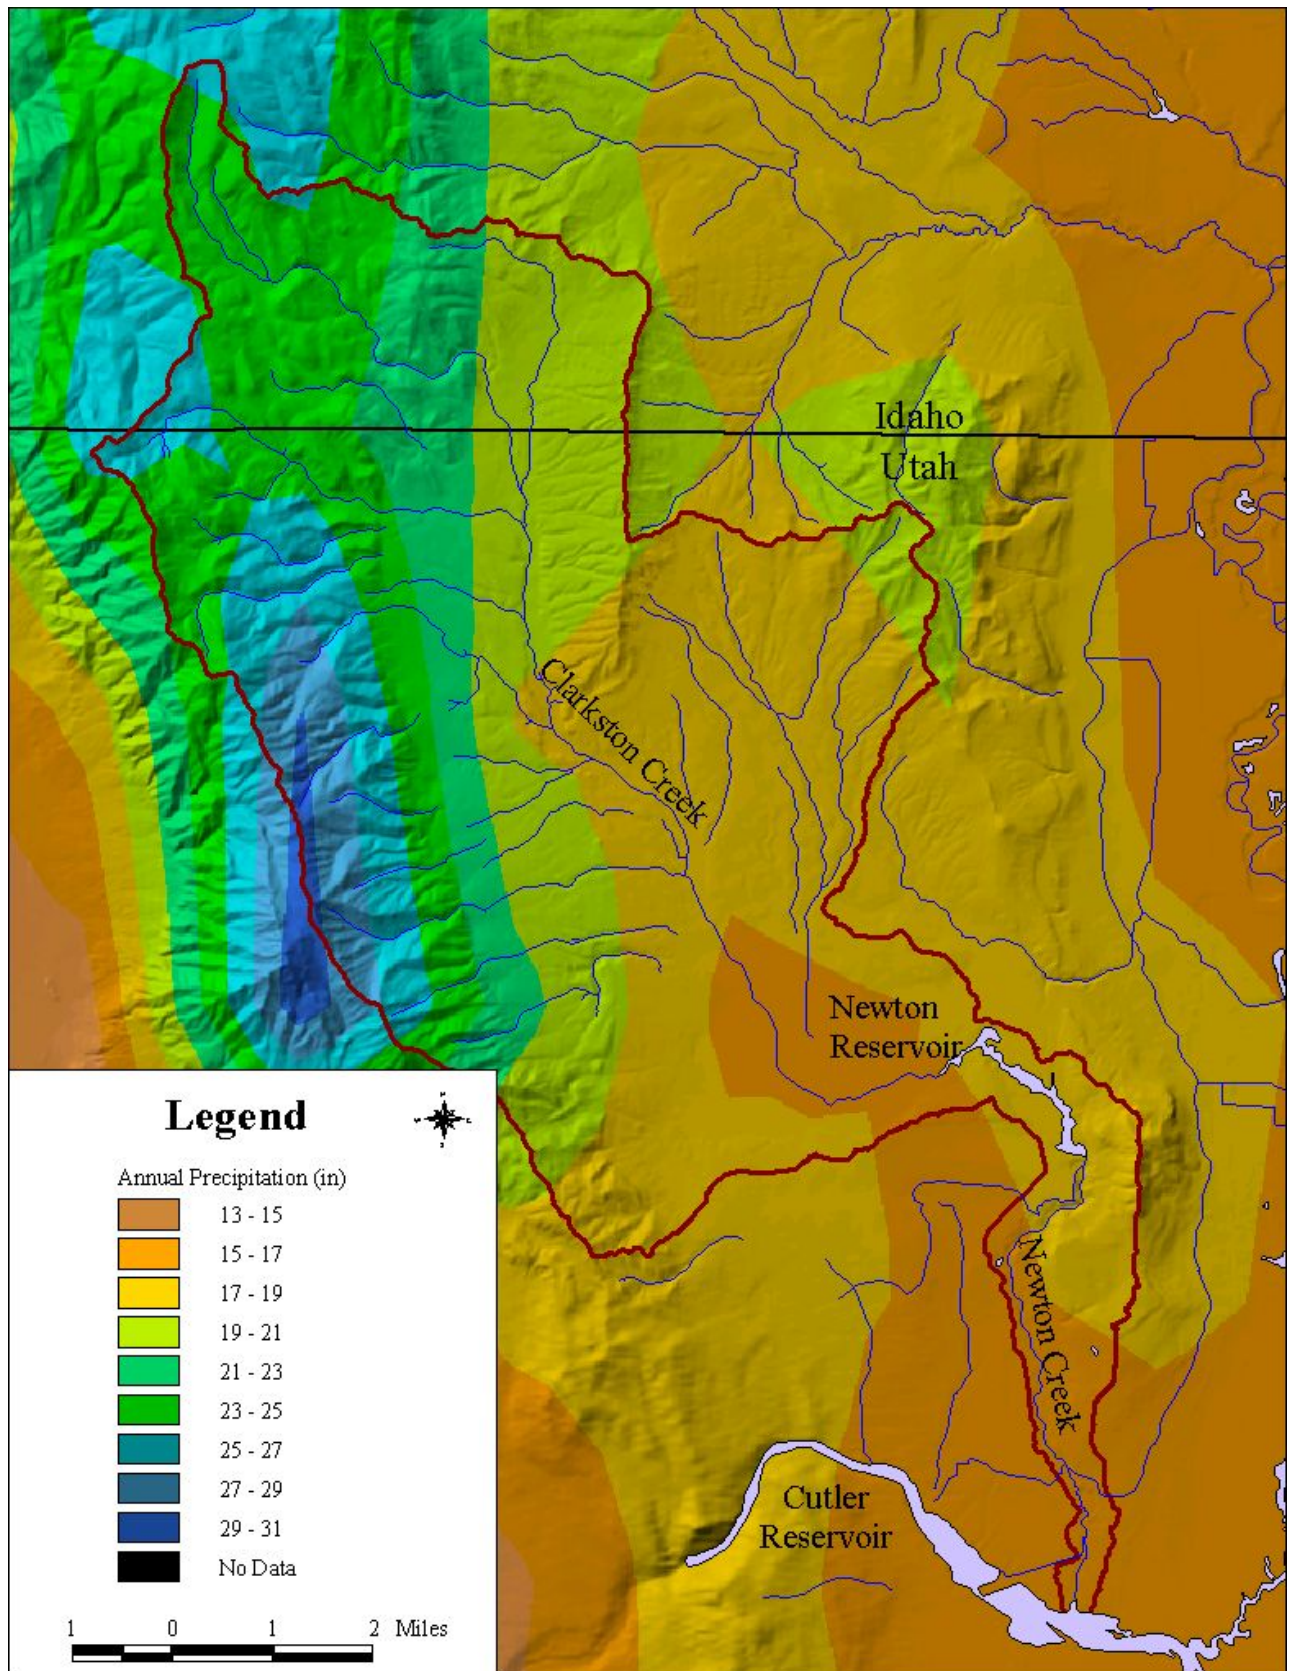 Idaho
Utah
Clarkston Creek
Newton
Reservoir
Newton Creek
Cutler
Reservoir
Legend
Annual Precipitation (in)
13 - 15
15 - 17
17 - 19
19 - 21
21 - 23
23 - 25
25 - 27
27 - 29
29 - 31
No Data
1 0 1 2 Miles